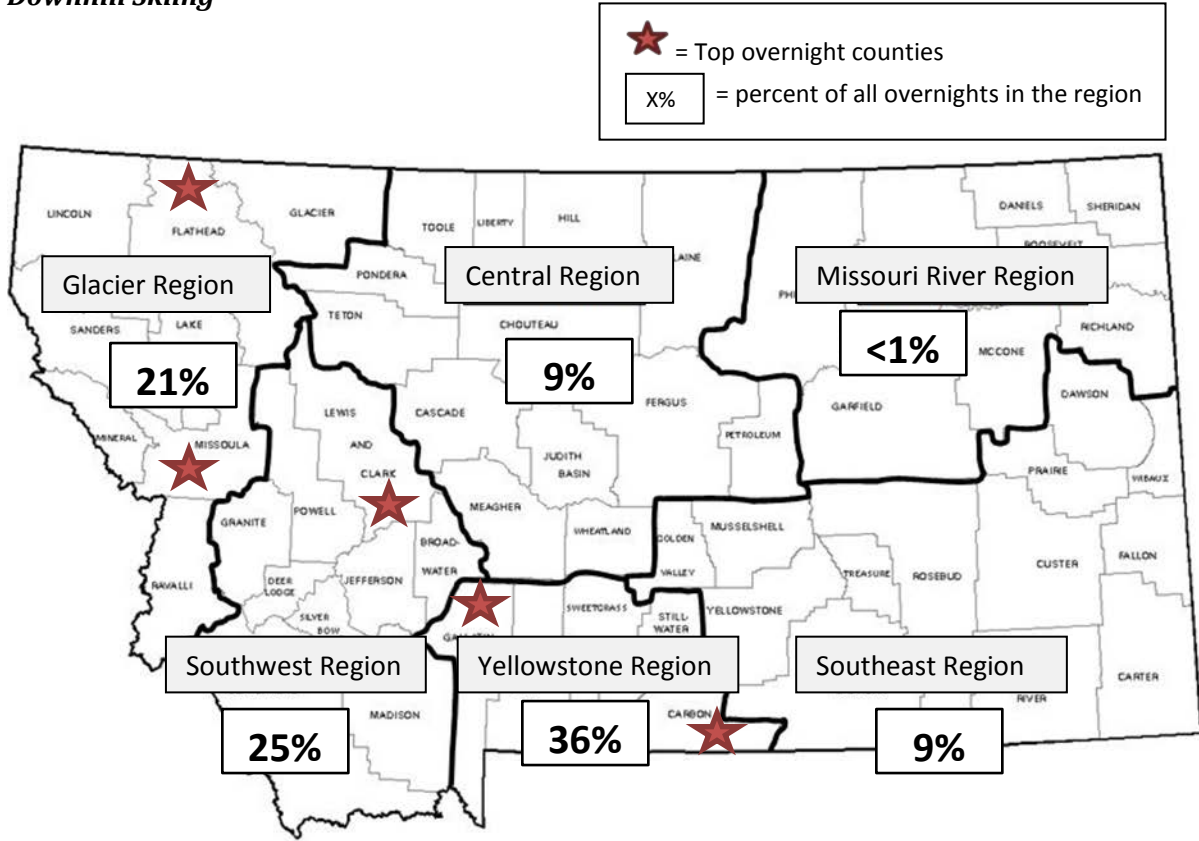 Downhill Skiing
= Top overnight counties
X%
= percent of all overnights in the region
LINCOLN
FLATHEAD
GLACIER
TOOLE
LIBERTY
HILL
LAINE
DANIELS
SHERIDAN
ROOSEVELT
Glacier Region
PONDERA
Central Region
Missouri River Region
PHI
SANDERS
LAKE
TETON
CHOUTEAU
RICHLAND
21%
9%
<1%
MCCONE
DAWSON
LEWIS
AND
CLARK
CASCADE
FERGUS
GARFIELD
PETROLEUM
MINERAL
MISSOULA
JUDITH
BASIN
PRAIRIE
WIBAUX
GRANITE
POWELL
MEAGHER
BROAD-
WATER
WHEATLAND
GOLDEN
VALLEY
MUSSELSHELL
RAVALLI
DEER
LODGE
JEFFERSON
SILVER
BOW
SWEETGRASS
STILL-
WATER
YELLOWSTONE
TREASURE
ROSEBUD
CUSTER
FALLON
Southwest Region
Yellowstone Region
Southeast Region
CARTER
RIVER
MADISON
CARBON
25%
36%
9%